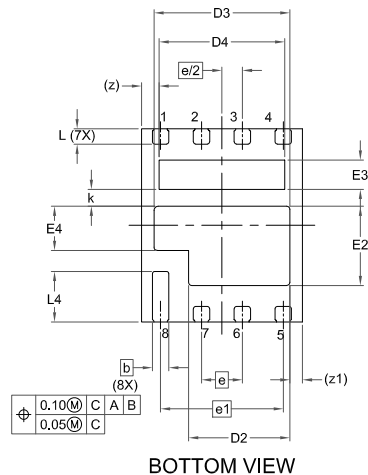 D3
D4
e/2
(z)
1 2 3 4
L (7X)
E3
k
E4
E2
L4
8 7 6 5
b
(8X)
e
(z1)
e1
⌖ 0.10Ⓜ C A B
0.05Ⓜ C
D2
BOTTOM VIEW